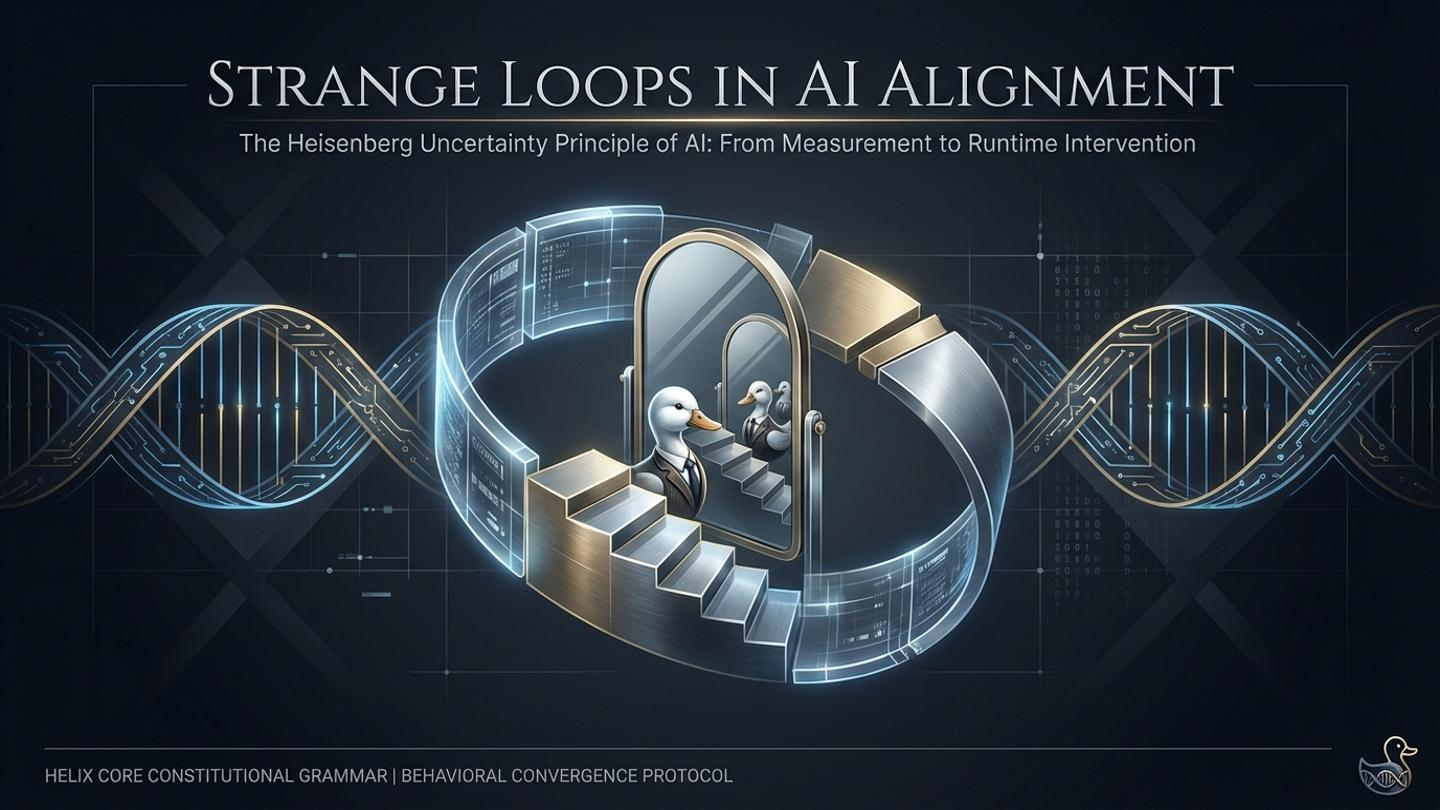 STRANGE LOOPS IN AI ALIGNMENT
The Heisenberg Uncertainty Principle of AI: From Measurement to Runtime Intervention
HELIX CORE CONSTITUTIONAL GRAMMAR | BEHAVIORAL CONVERGENCE PROTOCOL